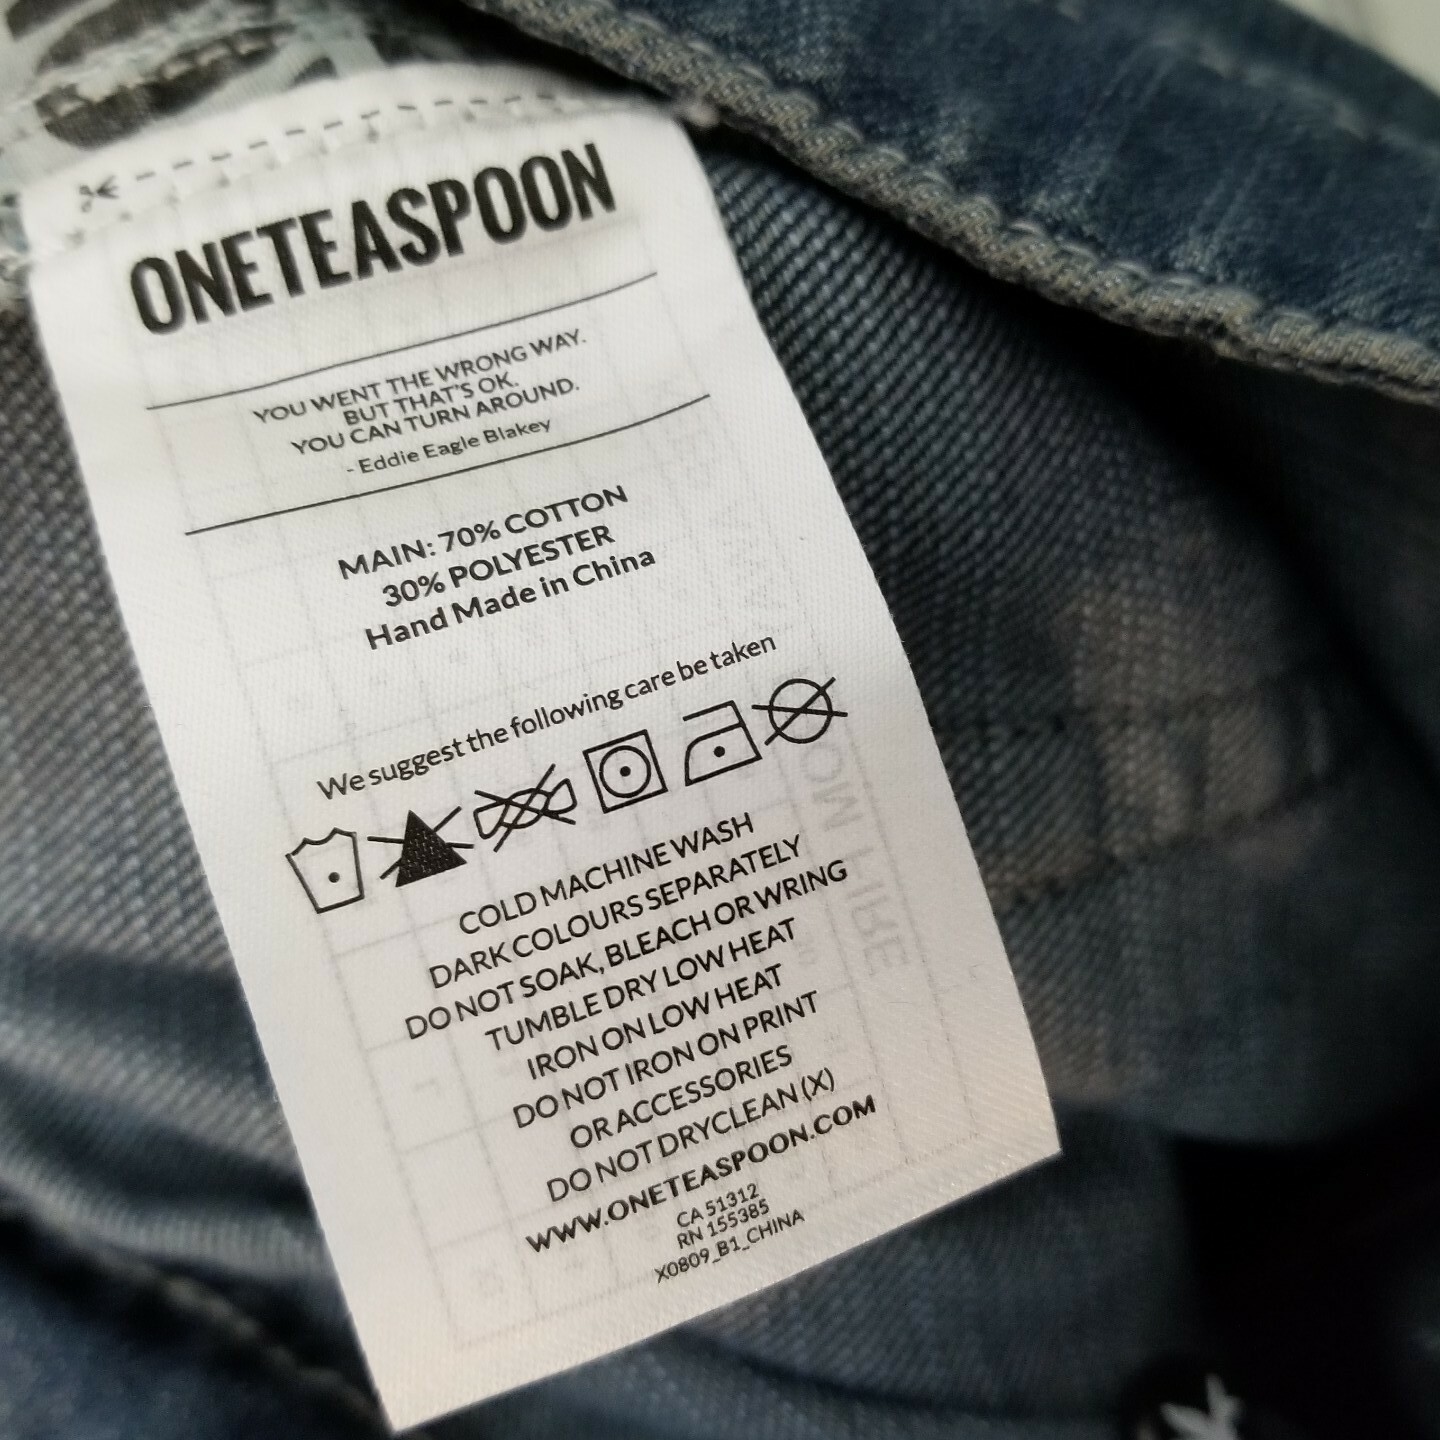 ONETEASPOON
YOU WENT THE WRONG WAY.
BUT THAT'S OK.
YOU CAN TURN AROUND.
- Eddie Eagle Blakey
MAIN: 70% COTTON
30% POLYESTER
Hand Made in China
We suggest the following care be taken
COLD MACHINE WASH
DARK COLOURS SEPARATELY
DO NOT SOAK, BLEACH OR WRING
TUMBLE DRY LOW HEAT
IRON ON LOW HEAT
DO NOT IRON ON PRINT
OR ACCESSORIES
DO NOT DRYCLEAN (X)
WWW.ONETEASPOON.COM
CA 51312
RN 155385
X0809_B1_CHINA